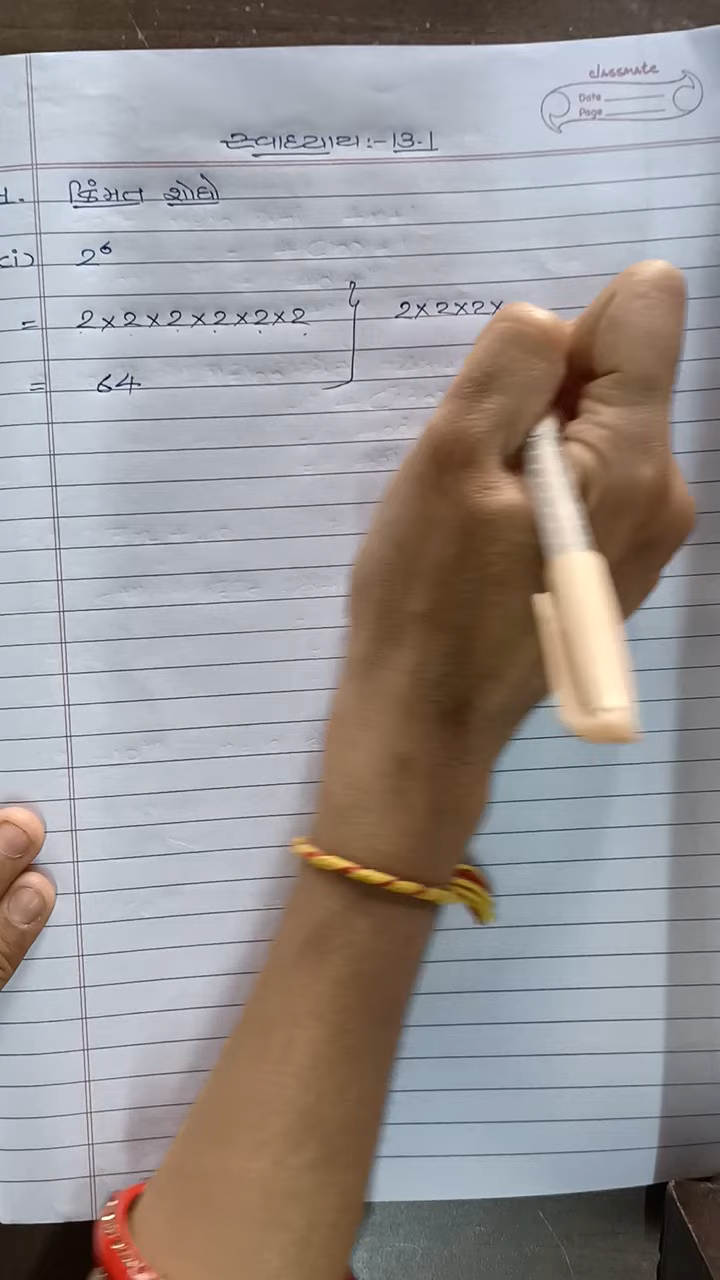 classmate
Date
Page
સ્વાધ્યાય:-13.1
1. કિંમત શોધો
(i) 2⁶
= 2×2×2×2×2×2 2×2×2×
= 64